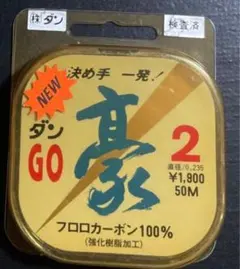 株 ダン
検査済
決め手 一発!
NEW
ダン
GO
豪
2
直径/0.235
¥1,800
50M
フロロカーボン100%
(強化樹脂加工)